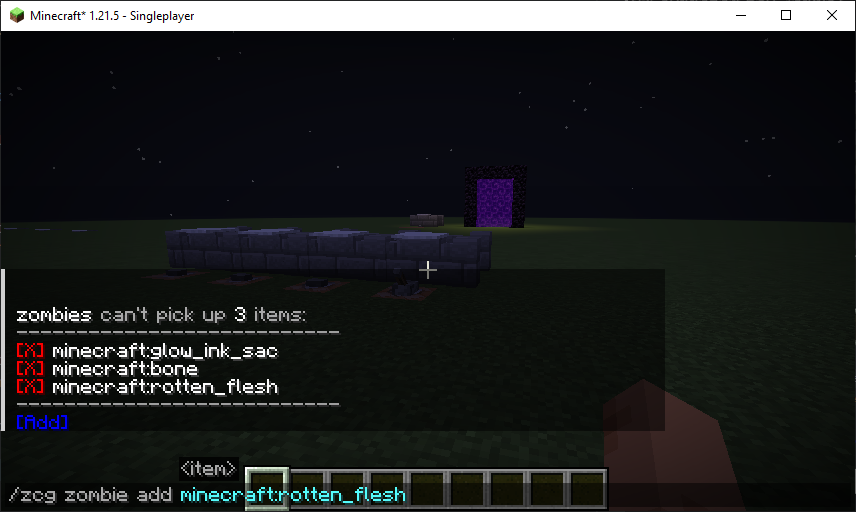 Minecraft* 1.21.5 - Singleplayer
zombies can't pick up 3 items:
------------------------------
[X] minecraft:glow_ink_sac
[X] minecraft:bone
[X] minecraft:rotten_flesh
------------------------------
[Add]
<item>
/zcg zombie add minecraft:rotten_flesh